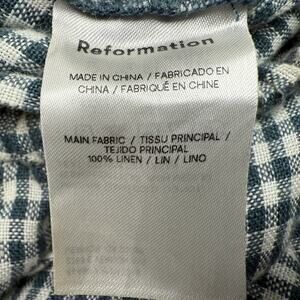 Reformation
MADE IN CHINA / FABRICADO EN
CHINA / FABRIQUÉ EN CHINE
MAIN FABRIC / TISSU PRINCIPAL /
TEJIDO PRINCIPAL
100% LINEN / LIN / LINO